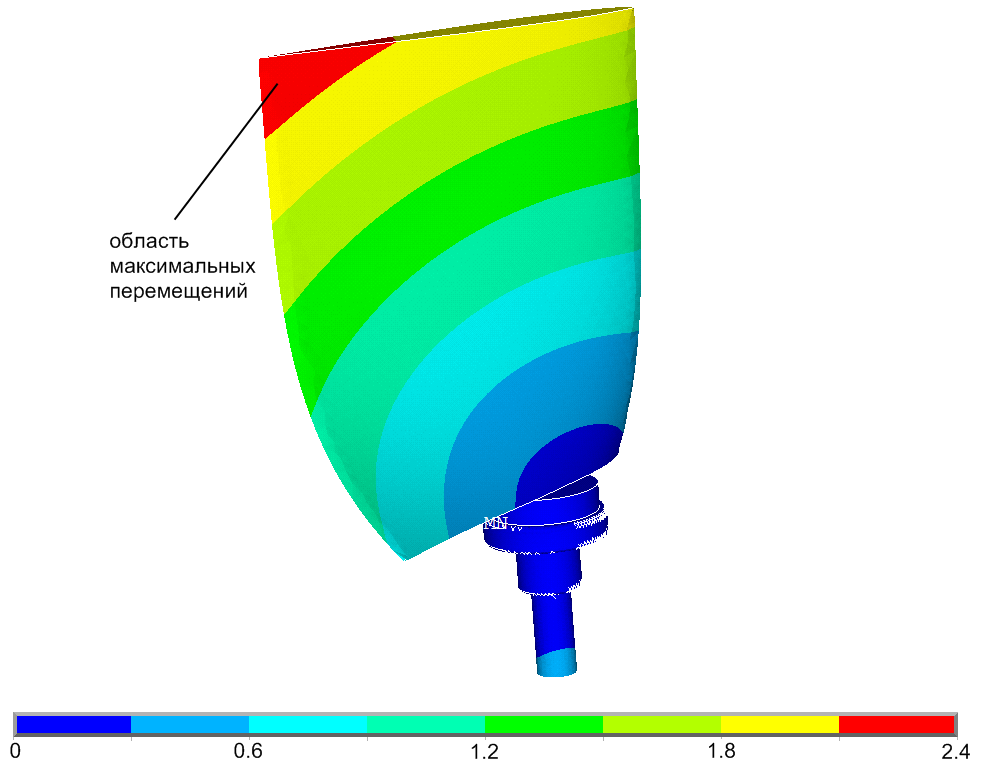 область
максимальных
перемещений
MN
0 0.6 1.2 1.8 2.4